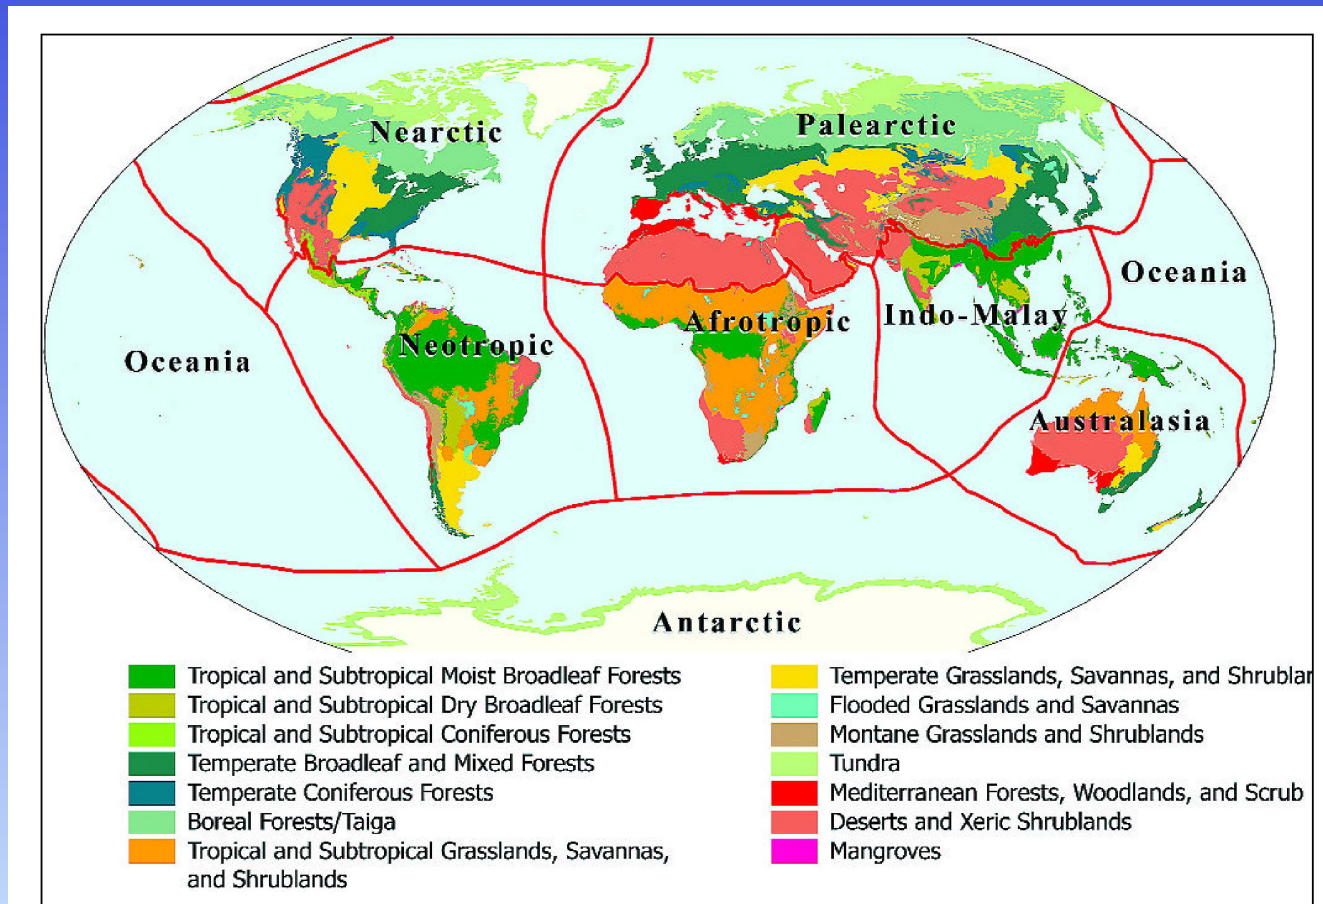 Nearctic
Palearctic
Oceania
Indo-Malay
Afrotropic
Neotropic
Oceania
Australasia
Antarctic
Tropical and Subtropical Moist Broadleaf Forests
Tropical and Subtropical Dry Broadleaf Forests
Tropical and Subtropical Coniferous Forests
Temperate Broadleaf and Mixed Forests
Temperate Coniferous Forests
Boreal Forests/Taiga
Tropical and Subtropical Grasslands, Savannas,
and Shrublands
Temperate Grasslands, Savannas, and Shrublar
Flooded Grasslands and Savannas
Montane Grasslands and Shrublands
Tundra
Mediterranean Forests, Woodlands, and Scrub
Deserts and Xeric Shrublands
Mangroves